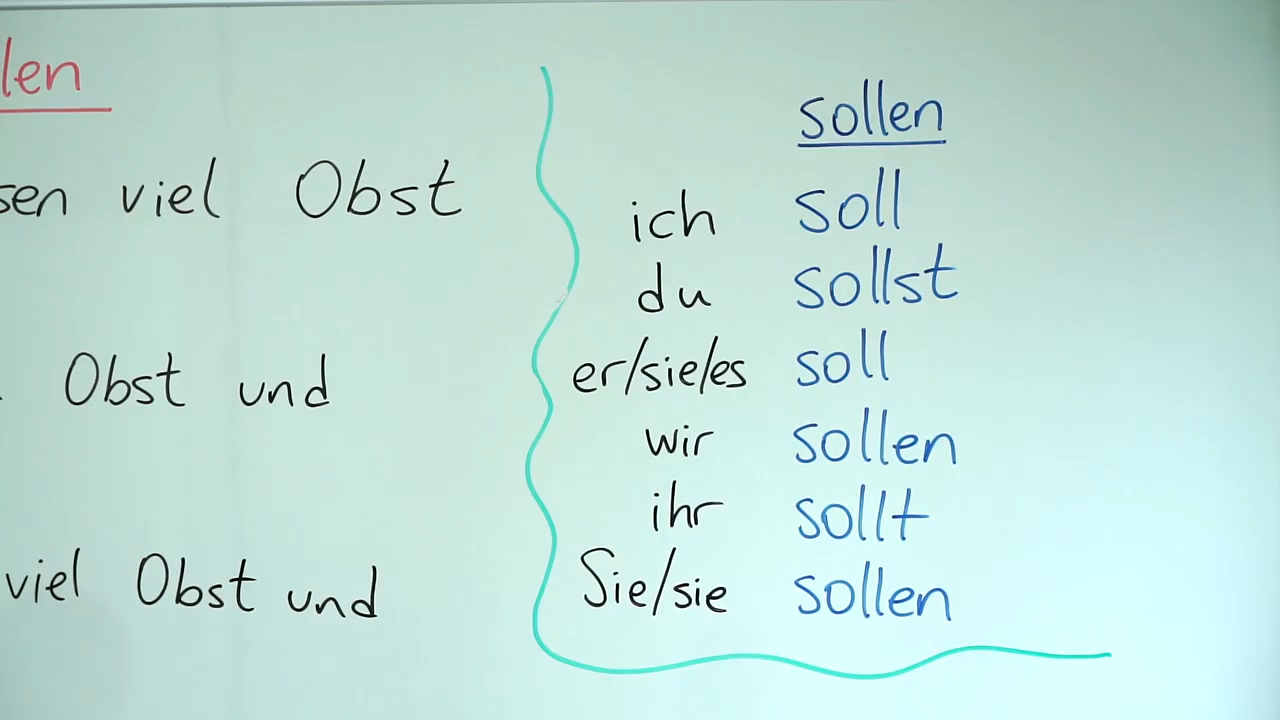 len
sen viel Obst
Obst und
viel Obst und
sollen
ich soll
du sollst
er/sie/es soll
wir sollen
ihr sollt
Sie/sie sollen